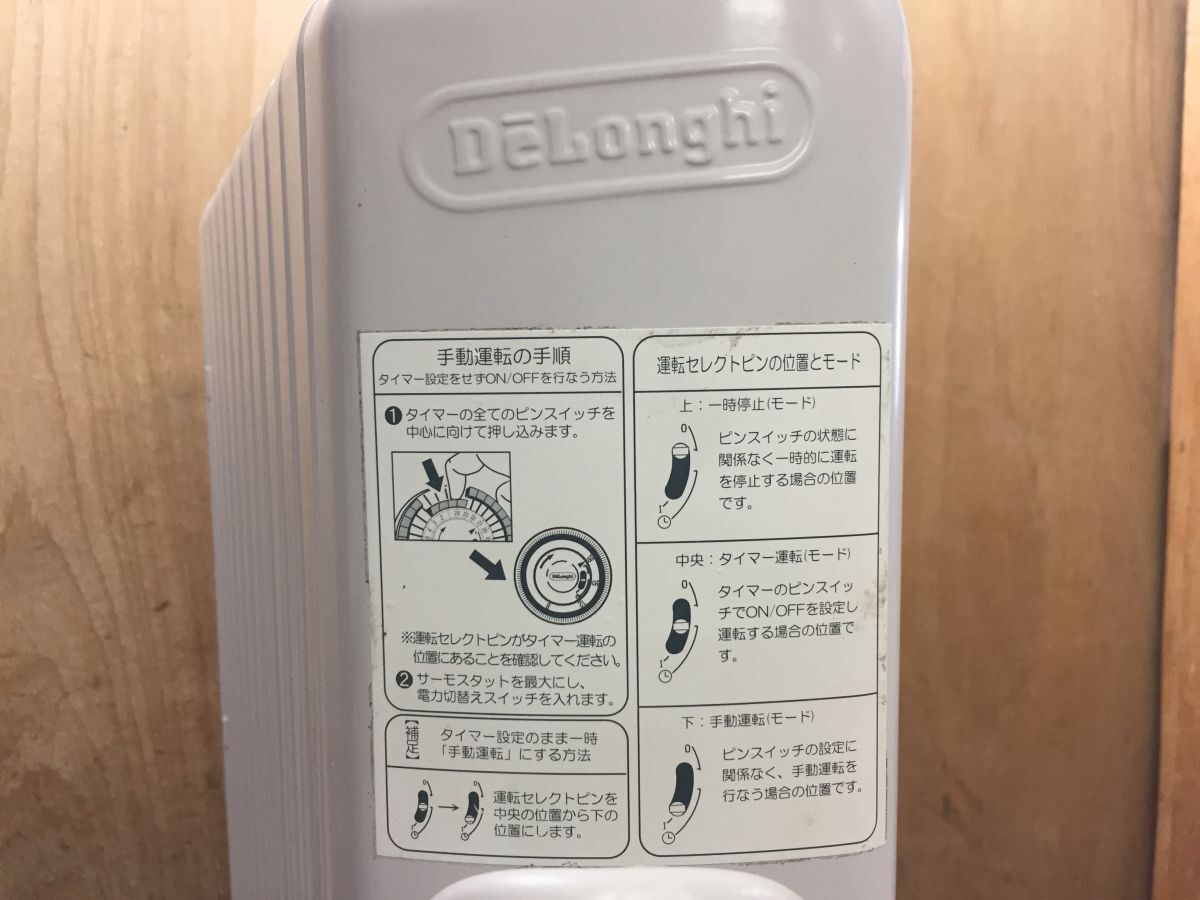 DēLonghi
手動運転の手順
タイマー設定をせずON/OFFを行なう方法
❶ タイマーの全てのピンスイッチを
中心に向けて押し込みます。
DēLonghi
※運転セレクトピンがタイマー運転の
位置にあることを確認してください。
❷ サーモスタットを最大にし、
電力切替えスイッチを入れます。
【補足】
タイマー設定のまま一時
「手動運転」にする方法
0
I
0
I
運転セレクトピンを
中央の位置から下の
位置にします。
運転セレクトピンの位置とモード
上：一時停止(モード)
0
I
ピンスイッチの状態に
関係なく一時的に運転
を停止する場合の位置
です。
中央：タイマー運転(モード)
0
I
タイマーのピンスイッ
チでON/OFFを設定し
運転する場合の位置で
す。
下：手動運転(モード)
0
I
ピンスイッチの設定に
関係なく、手動運転を
行なう場合の位置です。